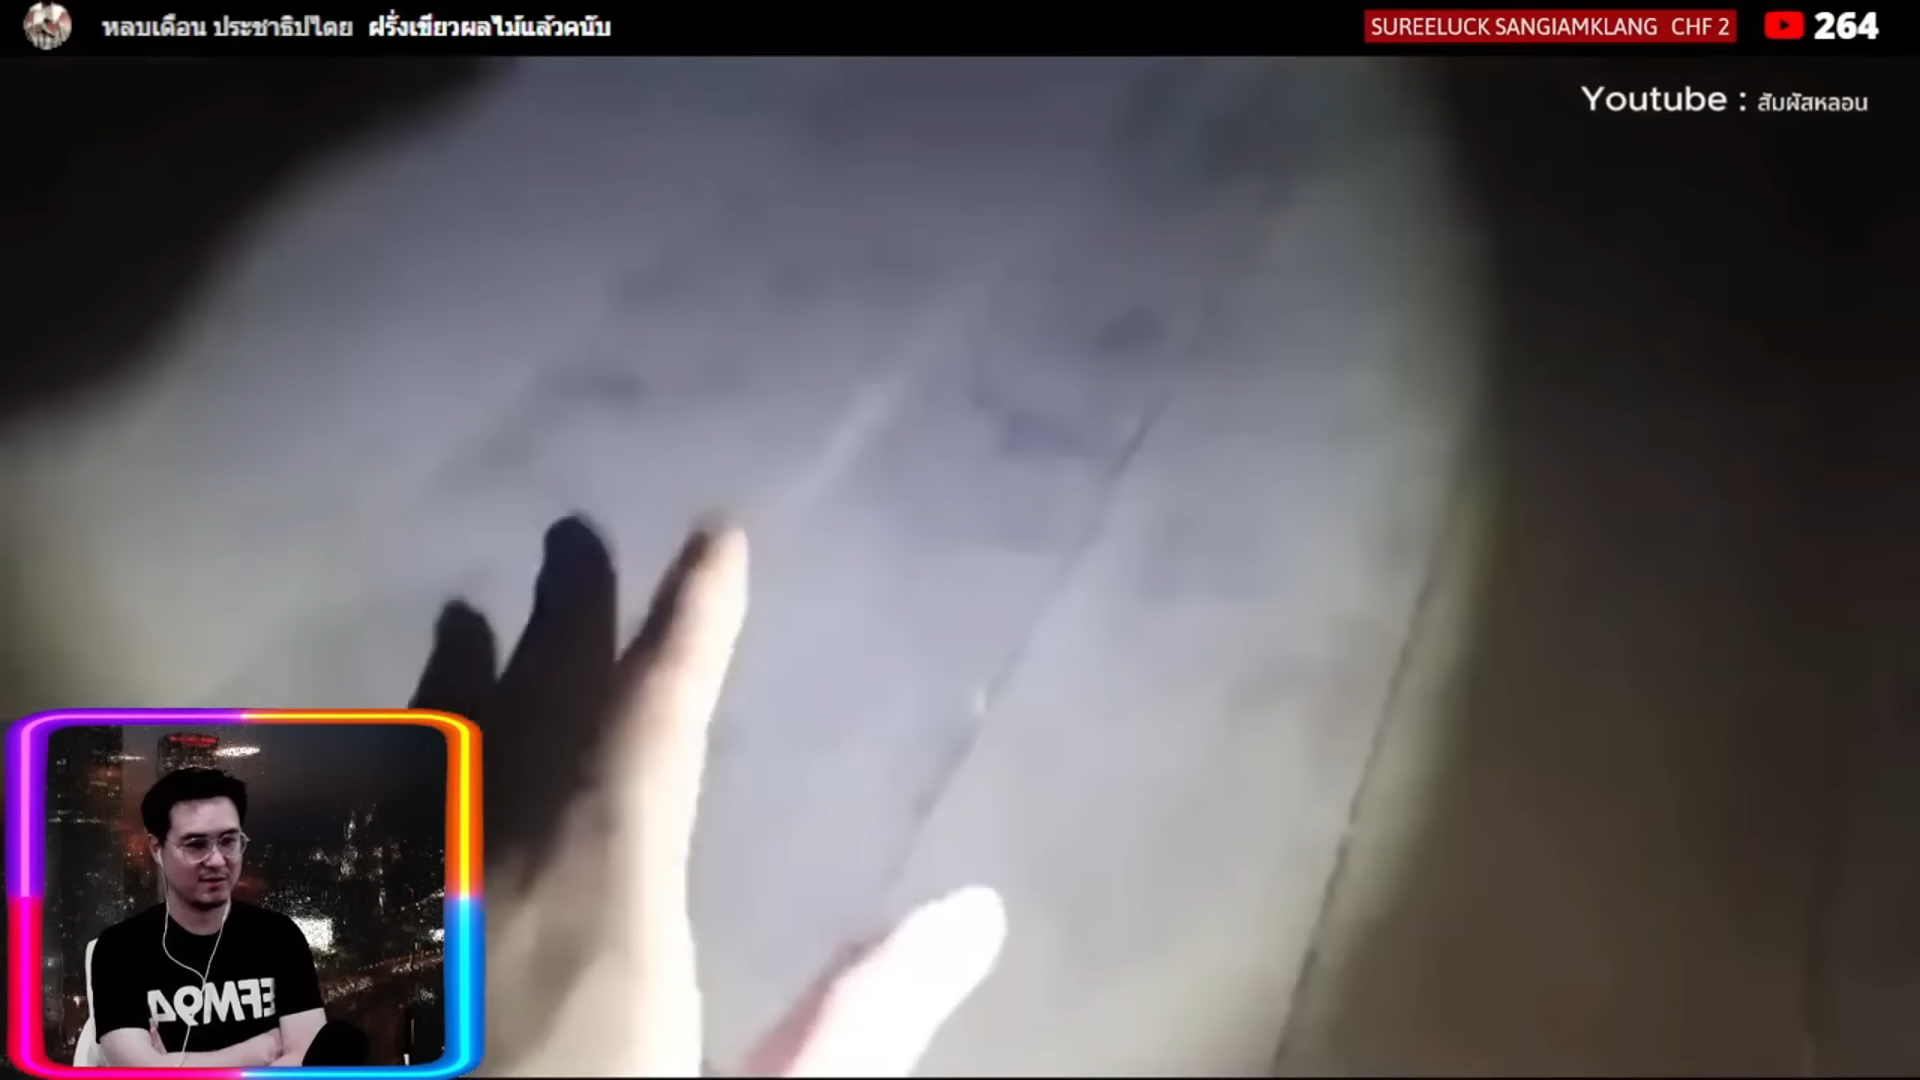 หลบเดือน ประชาธิปไตย ฝรั่งเขียวผลไม้แล้วคนับ
SUREELUCK SANGIAMKLANG CHF 2
264
Youtube : สัมผัสหลอน
EFM94